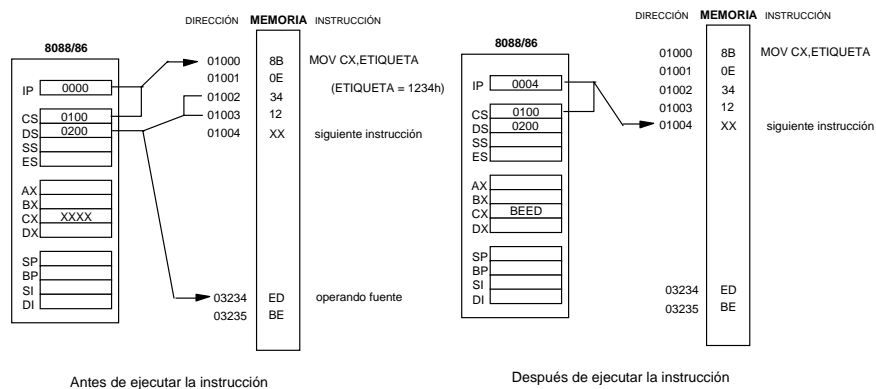 DIRECCIÓN MEMORIA INSTRUCCIÓN
8088/86
01000 8B MOV CX,ETIQUETA
01001 0E
IP 0000 (ETIQUETA = 1234h)
01002 34
CS 0100 01003 12
DS 0200 01004 XX siguiente instrucción
SS
ES
AX
BX
CX XXXX
DX
SP
BP
SI
DI
03234 ED operando fuente
03235 BE
Antes de ejecutar la instrucción
DIRECCIÓN MEMORIA INSTRUCCIÓN
8088/86
01000 8B MOV CX,ETIQUETA
01001 0E
IP 0004
01002 34
CS 0100 01003 12
DS 0200 01004 XX siguiente instrucción
SS
ES
AX
BX
CX BEED
DX
SP
BP
SI
DI
03234 ED
03235 BE
Después de ejecutar la instrucción